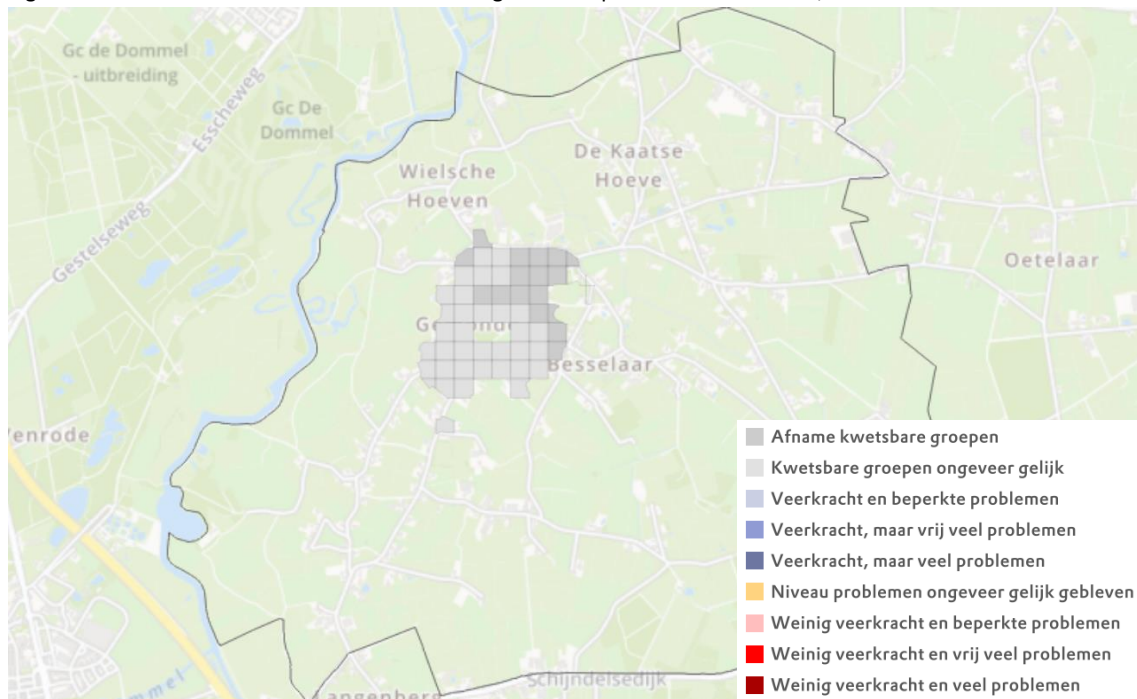 Gc de Dommel
- uitbreiding
Esscheweg
Gc De
Dommel
De Kaatse
Hoeve
Wielsche
Hoeven
Gestelseweg
Oetelaar
Besselaar
Schijndelsedijk
Langenberg
Afname kwetsbare groepen
Kwetsbare groepen ongeveer gelijk
Veerkracht en beperkte problemen
Veerkracht, maar vrij veel problemen
Veerkracht, maar veel problemen
Niveau problemen ongeveer gelijk gebleven
Weinig veerkracht en beperkte problemen
Weinig veerkracht en vrij veel problemen
Weinig veerkracht en veel problemen